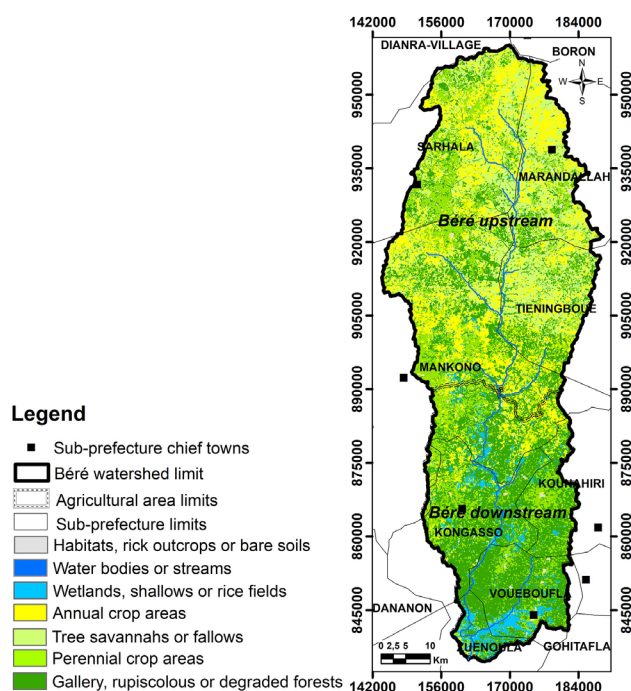 142000 156000 170000 184000
DIANRA-VILLAGE
BORON
N
W E
S
950000 950000
SARHALA
935000 935000
MARANDALLAH
Béré upstream
920000 920000
905000 905000
TIENINGBOUE
MANKONO
890000 890000
Legend
Sub-prefecture chief towns
Béré watershed limit
Agricultural area limits
Sub-prefecture limits
Habitats, rick outcrops or bare soils
Water bodies or streams
Wetlands, shallows or rice fields
Annual crop areas
Tree savannahs or fallows
Perennial crop areas
Gallery, rupiscolous or degraded forests
875000 875000
KOUNAHIRI
Béré downstream
860000 860000
KONGASSO
VOUEBOUFLA
845000 845000
DANANON
ZUENOULA
GOHITAFLA
0 2,5 5 10
Km
142000 156000 170000 184000